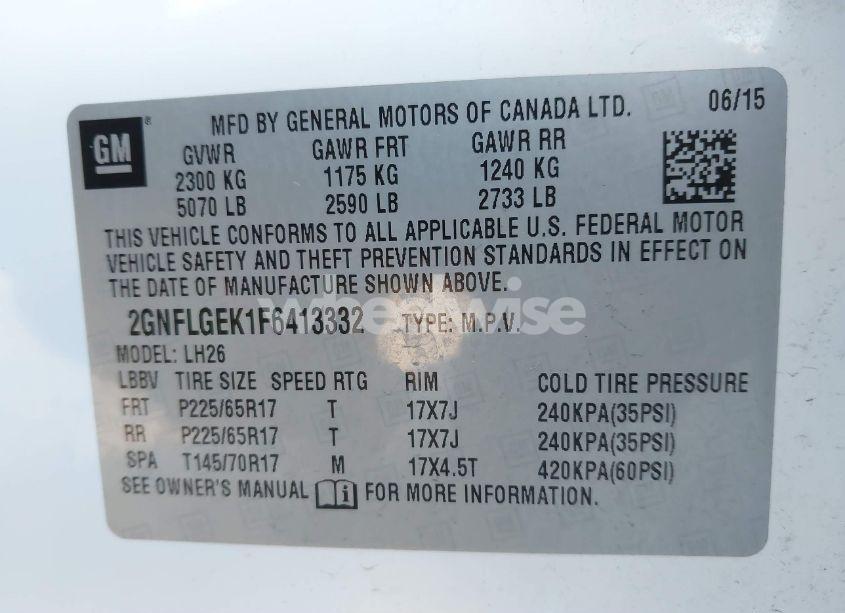 GM ® MFD BY GENERAL MOTORS OF CANADA LTD. 06/15
GVWR GAWR FRT GAWR RR
2300 KG 1175 KG 1240 KG
5070 LB 2590 LB 2733 LB
THIS VEHICLE CONFORMS TO ALL APPLICABLE U.S. FEDERAL MOTOR
VEHICLE SAFETY AND THEFT PREVENTION STANDARDS IN EFFECT ON
THE DATE OF MANUFACTURE SHOWN ABOVE.
2GNFLGEK1F6413332 TYPE: M.P.V.
wheelwise
MODEL: LH26
LBBV TIRE SIZE SPEED RTG RIM COLD TIRE PRESSURE
FRT P225/65R17 T 17X7J 240KPA(35PSI)
RR P225/65R17 T 17X7J 240KPA(35PSI)
SPA T145/70R17 M 17X4.5T 420KPA(60PSI)
SEE OWNER'S MANUAL i FOR MORE INFORMATION.